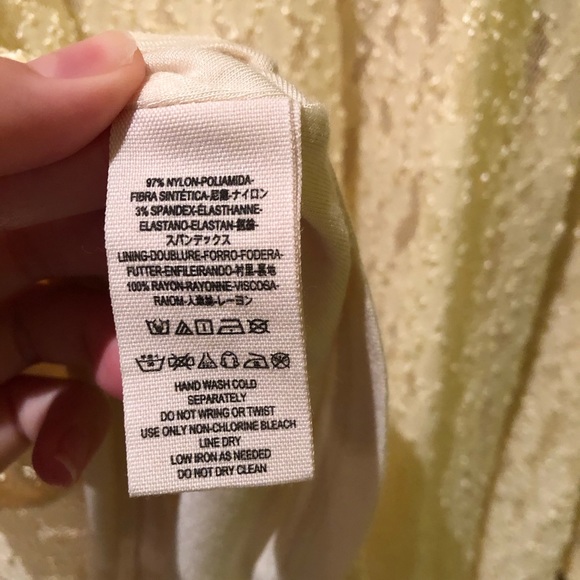 97% NYLON-POLIAMIDA-
FIBRA SINTÉTICA-尼龍-ナイロン
3% SPANDEX-ÉLASTHANNE-
ELASTANO-ELASTAN-氨綸-
スパンデックス
LINING-DOUBLURE-FORRO-FODERA-
FUTTER-ENFILEIRANDO-衬里-裏地
100% RAYON-RAYONNE-VISCOSA-
RAIOM-人造絲-レーヨン
HAND WASH COLD
SEPARATELY
DO NOT WRING OR TWIST
USE ONLY NON-CHLORINE BLEACH
LINE DRY
LOW IRON AS NEEDED
DO NOT DRY CLEAN